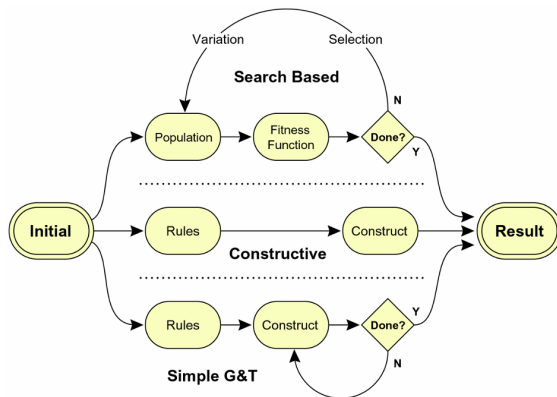 Variation
Selection
Search Based
N
Population
Fitness
Function
Done?
Y
Initial
Rules
Construct
Result
Constructive
Y
Rules
Construct
Done?
N
Simple G&T